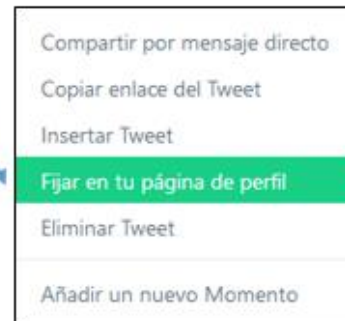 Compartir por mensaje directo
Copiar enlace del Tweet
Insertar Tweet
Fijar en tu página de perfil
Eliminar Tweet
Añadir un nuevo Momento